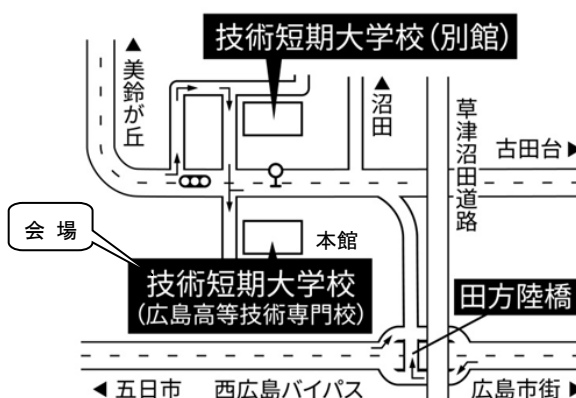 技術短期大学校(別館)
▲美鈴が丘
▲沼田
草津沼田道路
古田台▶
会 場
本館
技術短期大学校
(広島高等技術専門校)
田方陸橋
◀五日市
西広島バイパス
広島市街▶